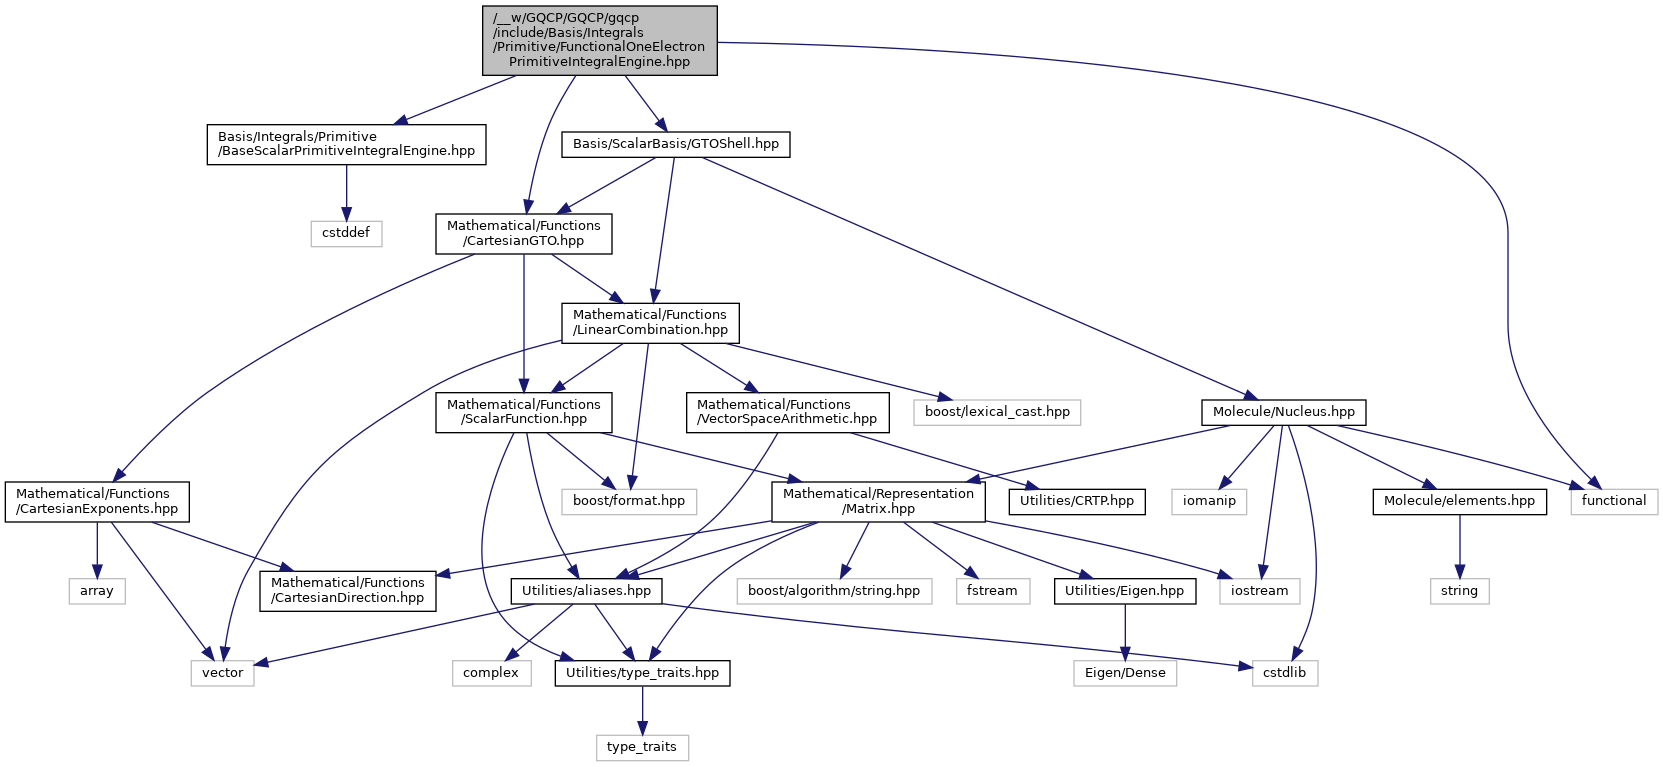 /__w/GQCP/GQCP/gqcp
/include/Basis/Integrals
/Primitive/FunctionalOneElectron
PrimitiveIntegralEngine.hpp
Basis/Integrals/Primitive
/BaseScalarPrimitiveIntegralEngine.hpp
Basis/ScalarBasis/GTOShell.hpp
cstddef
Mathematical/Functions
/CartesianGTO.hpp
Mathematical/Functions
/LinearCombination.hpp
Mathematical/Functions
/ScalarFunction.hpp
Mathematical/Functions
/VectorSpaceArithmetic.hpp
boost/lexical_cast.hpp
Molecule/Nucleus.hpp
Mathematical/Functions
/CartesianExponents.hpp
boost/format.hpp
Mathematical/Representation
/Matrix.hpp
Utilities/CRTP.hpp
iomanip
Molecule/elements.hpp
functional
array
Mathematical/Functions
/CartesianDirection.hpp
Utilities/aliases.hpp
boost/algorithm/string.hpp
fstream
Utilities/Eigen.hpp
iostream
string
vector
complex
Utilities/type_traits.hpp
Eigen/Dense
cstdlib
type_traits